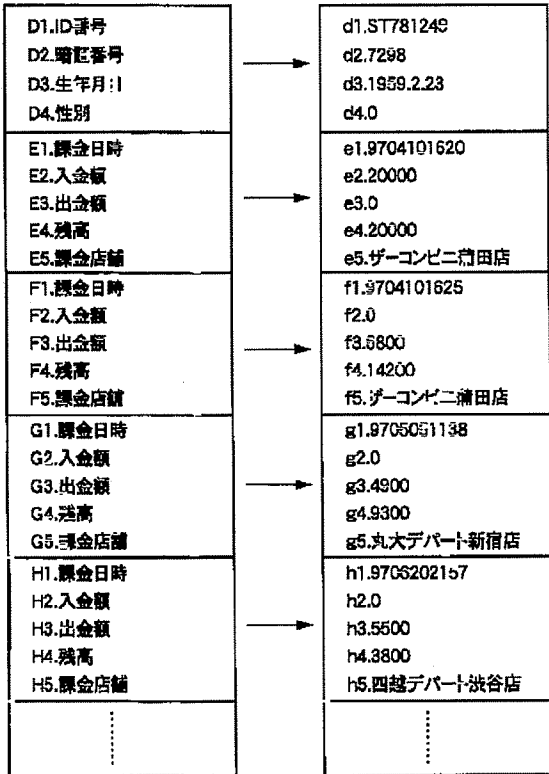 D1.ID番号
D2.暗証番号
D3.生年月日
D4.性別
E1.課金日時
E2.入金額
E3.出金額
E4.残高
E5.課金店舗
F1.課金日時
F2.入金額
F3.出金額
F4.残高
F5.課金店舗
G1.課金日時
G2.入金額
G3.出金額
G4.残高
G5.課金店舗
H1.課金日時
H2.入金額
H3.出金額
H4.残高
H5.課金店舗
d1.ST781249
d2.7298
d3.1959.2.23
d4.0
e1.9704101620
e2.20000
e3.0
e4.20000
e5.ザーコンビニ蒲田店
f1.9704101625
f2.0
f3.5800
f4.14200
f5.ザーコンビニ蒲田店
g1.9705051138
g2.0
g3.4900
g4.9300
g5.丸大デパート新宿店
h1.9706202157
h2.0
h3.5500
h4.3800
h5.四越デパート渋谷店